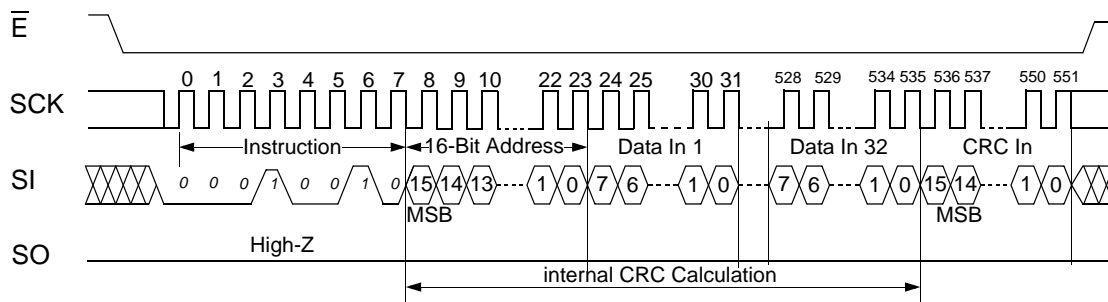 E
0 1 2 3 4 5 6 7 8 9 10 22 23 24 25 30 31 528 529 534 535 536 537 550 551
SCK
Instruction 16-Bit Address Data In 1 Data In 32 CRC In
SI 0 0 0 1 0 0 1 0 15 14 13 1 0 7 6 1 0 7 6 1 0 15 14 1 0
MSB MSB
High-Z
SO
internal CRC Calculation